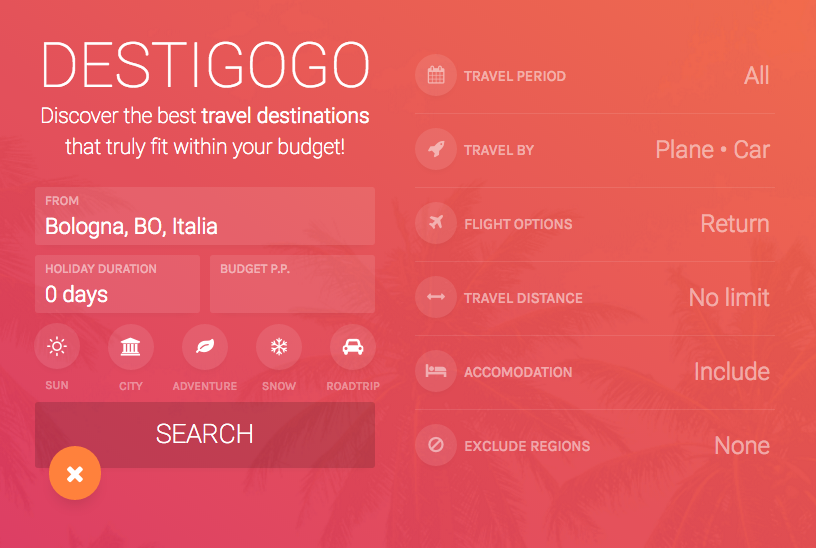 DESTIGOGO
Discover the best travel destinations
that truly fit within your budget!
FROM
Bologna, BO, Italia
HOLIDAY DURATION
0 days
BUDGET P.P.
SUN
CITY
ADVENTURE
SNOW
ROADTRIP
SEARCH
TRAVEL PERIOD
All
TRAVEL BY
Plane • Car
FLIGHT OPTIONS
Return
TRAVEL DISTANCE
No limit
ACCOMODATION
Include
EXCLUDE REGIONS
None